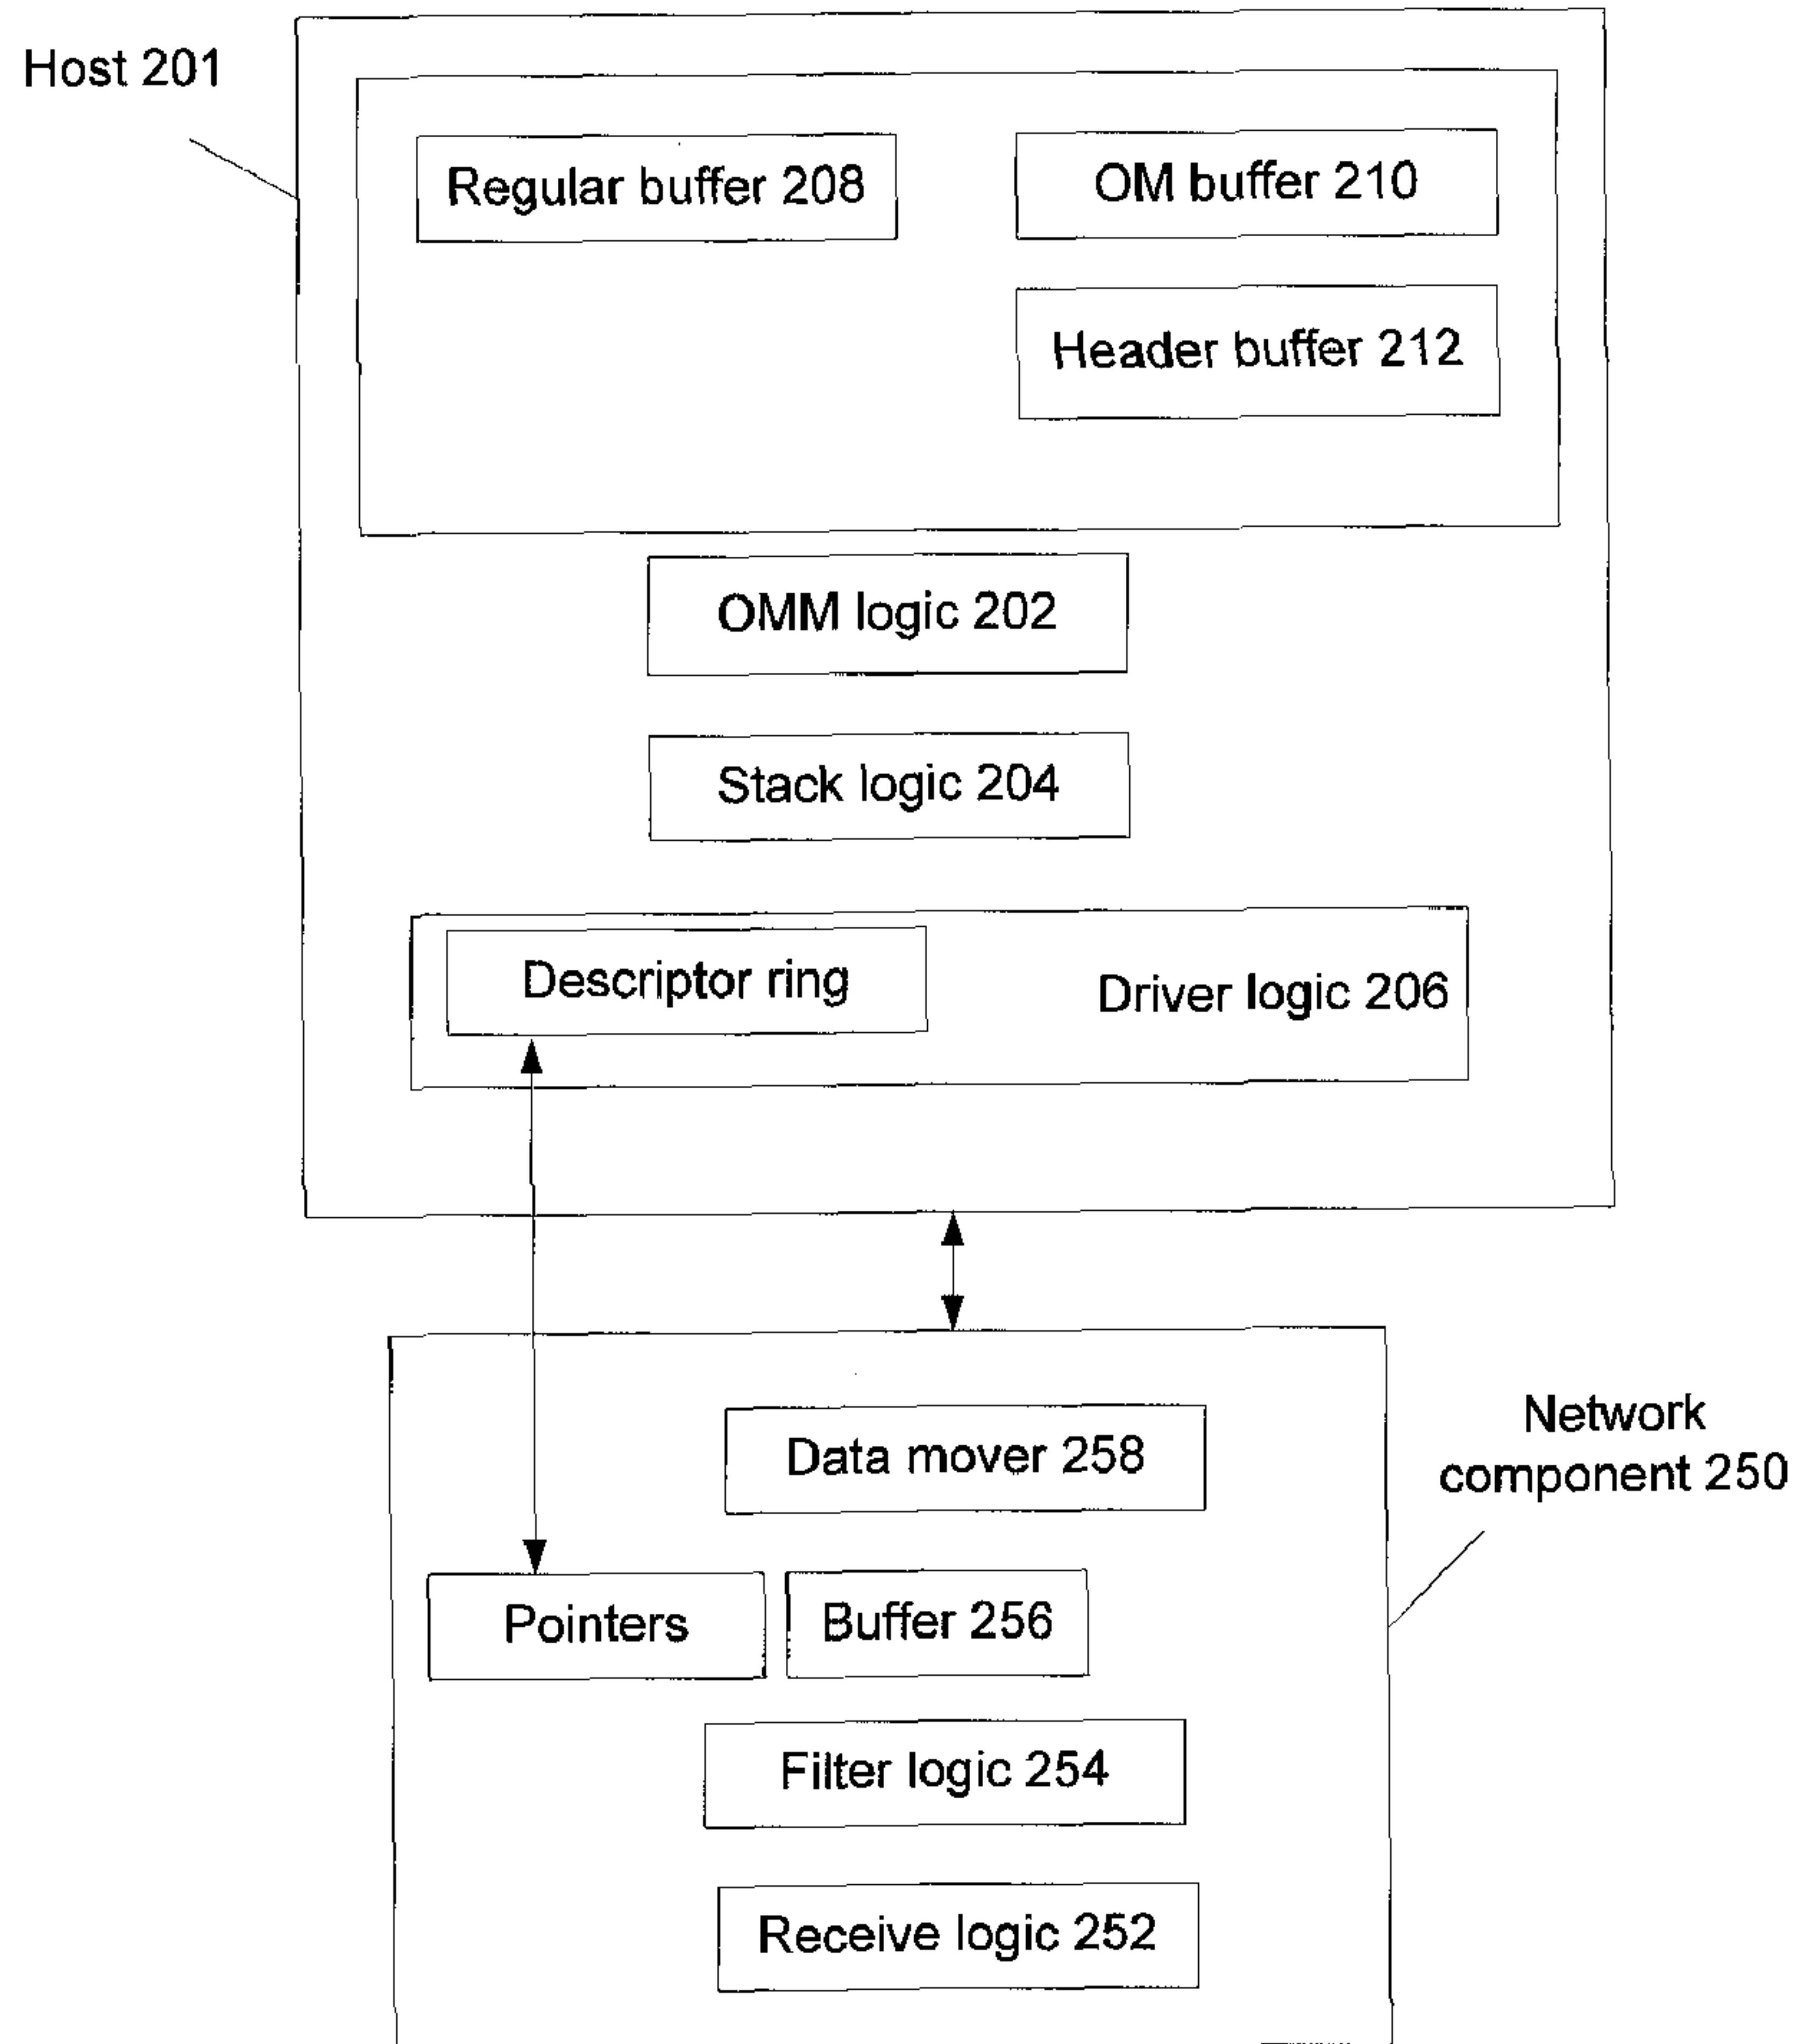 Host 201
Regular buffer 208
OM buffer 210
Header buffer 212
OMM logic 202
Stack logic 204
Descriptor ring
Driver logic 206
Data mover 258
Network
component 250
Pointers
Buffer 256
Filter logic 254
Receive logic 252